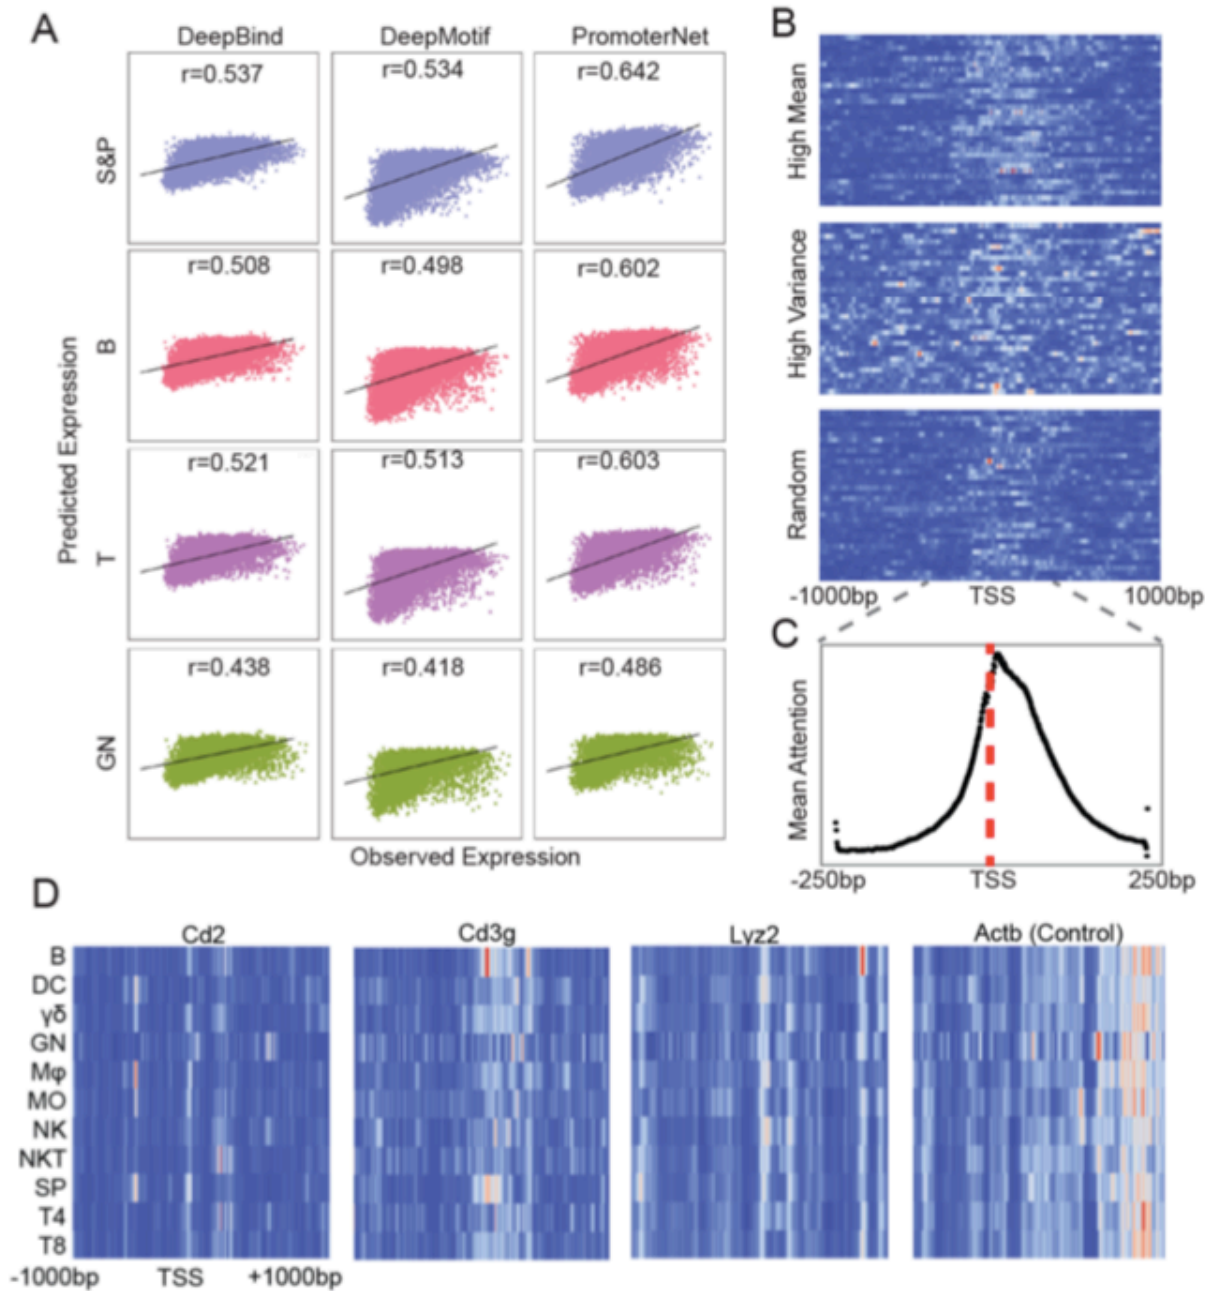 A
DeepBind DeepMotif PromoterNet
r=0.537 r=0.534 r=0.642
S&P
r=0.508 r=0.498 r=0.602
B
r=0.521 r=0.513 r=0.603
T
r=0.438 r=0.418 r=0.486
GN
Predicted Expression
Observed Expression
B
High Mean
High Variance
Random
-1000bp TSS 1000bp
C
Mean Attention
-250bp TSS 250bp
D
Cd2 Cd3g Lyz2 Actb (Control)
B
DC
γδ
GN
Mφ
MO
NK
NKT
SP
T4
T8
-1000bp TSS +1000bp